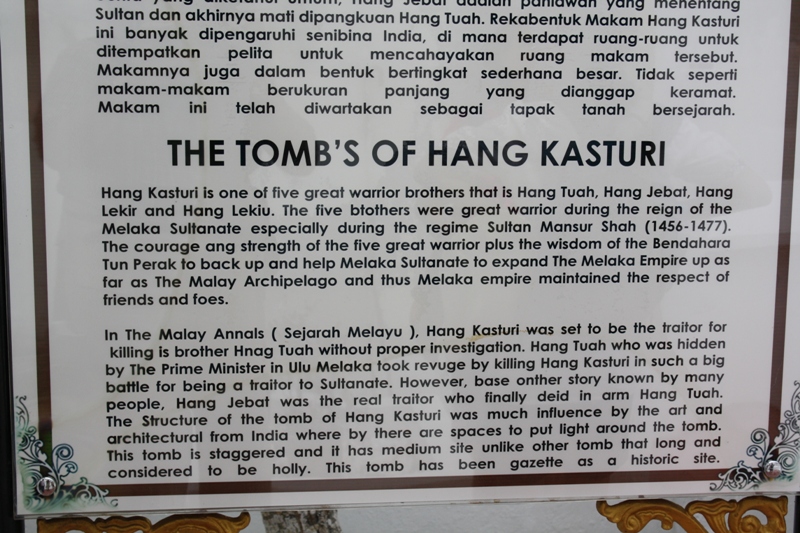 yang diketahui umum, Hang Jebat adalah pahlawan yang menentang
Sultan dan akhirnya mati dipangkuan Hang Tuah. Rekabentuk Makam Hang Kasturi
ini banyak dipengaruhi senibina India, di mana terdapat ruang-ruang untuk
ditempatkan pelita untuk mencahayakan ruang makam tersebut.
Makamnya juga dalam bentuk bertingkat sederhana besar. Tidak seperti
makam-makam berukuran panjang yang dianggap keramat.
Makam ini telah diwartakan sebagai tapak tanah bersejarah.
THE TOMB'S OF HANG KASTURI
Hang Kasturi is one of five great warrior brothers that is Hang Tuah, Hang Jebat, Hang
Lekir and Hang Lekiu. The five btothers were great warrior during the reign of the
Melaka Sultanate especially during the regime Sultan Mansur Shah (1456-1477).
The courage ang strength of the five great warrior plus the wisdom of the Bendahara
Tun Perak to back up and help Melaka Sultanate to expand The Melaka Empire up as
far as The Malay Archipelago and thus Melaka empire maintained the respect of
friends and foes.
In The Malay Annals ( Sejarah Melayu ), Hang Kasturi was set to be the traitor for
killing is brother Hnag Tuah without proper investigation. Hang Tuah who was hidden
by The Prime Minister in Ulu Melaka took revuge by killing Hang Kasturi in such a big
battle for being a traitor to Sultanate. However, base onther story known by many
people, Hang Jebat was the real traitor who finally deid in arm Hang Tuah.
The Structure of the tomb of Hang Kasturi was much influence by the art and
architectural from India where by there are spaces to put light around the tomb.
This tomb is staggered and it has medium site unlike other tomb that long and
considered to be holly. This tomb has been gazette as a historic site.